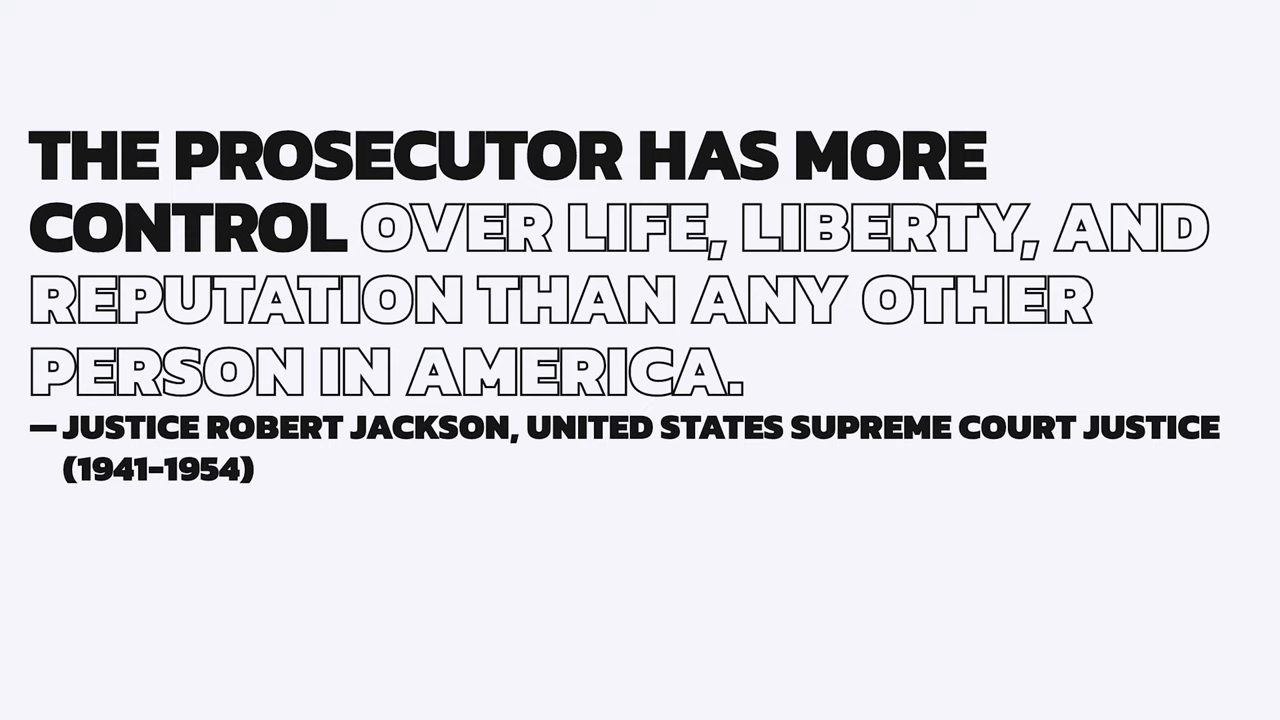 THE PROSECUTOR HAS MORE
CONTROL OVER LIFE, LIBERTY, AND
REPUTATION THAN ANY OTHER
PERSON IN AMERICA.
— JUSTICE ROBERT JACKSON, UNITED STATES SUPREME COURT JUSTICE
(1941-1954)